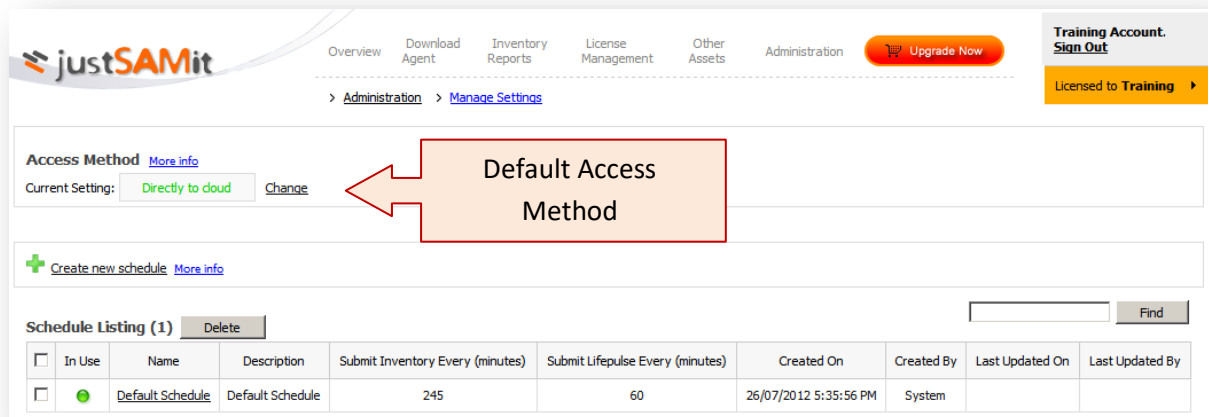 justSAMit
Overview
Download Agent
Inventory Reports
License Management
Other Assets
Administration
Upgrade Now
Training Account.
Sign Out
Licensed to Training
> Administration > Manage Settings
Access Method More info
Current Setting: Directly to cloud Change
Default Access
Method
Create new schedule More info
Find
Schedule Listing (1) Delete
In Use Name Description Submit Inventory Every (minutes) Submit Lifepulse Every (minutes) Created On Created By Last Updated On Last Updated By
Default Schedule Default Schedule 245 60 26/07/2012 5:35:56 PM System